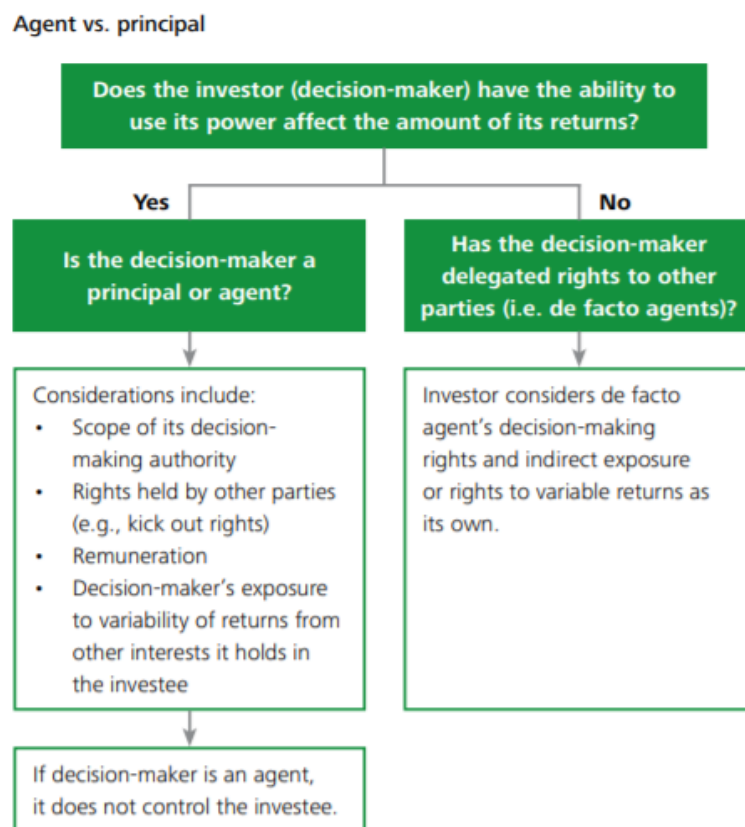 Agent vs. principal
Does the investor (decision-maker) have the ability to
use its power affect the amount of its returns?
Yes
No
Is the decision-maker a
principal or agent?
Has the decision-maker
delegated rights to other
parties (i.e. de facto agents)?
Considerations include:
• Scope of its decision-
making authority
• Rights held by other parties
(e.g., kick out rights)
• Remuneration
• Decision-maker's exposure
to variability of returns from
other interests it holds in
the investee
Investor considers de facto
agent's decision-making
rights and indirect exposure
or rights to variable returns as
its own.
If decision-maker is an agent,
it does not control the investee.